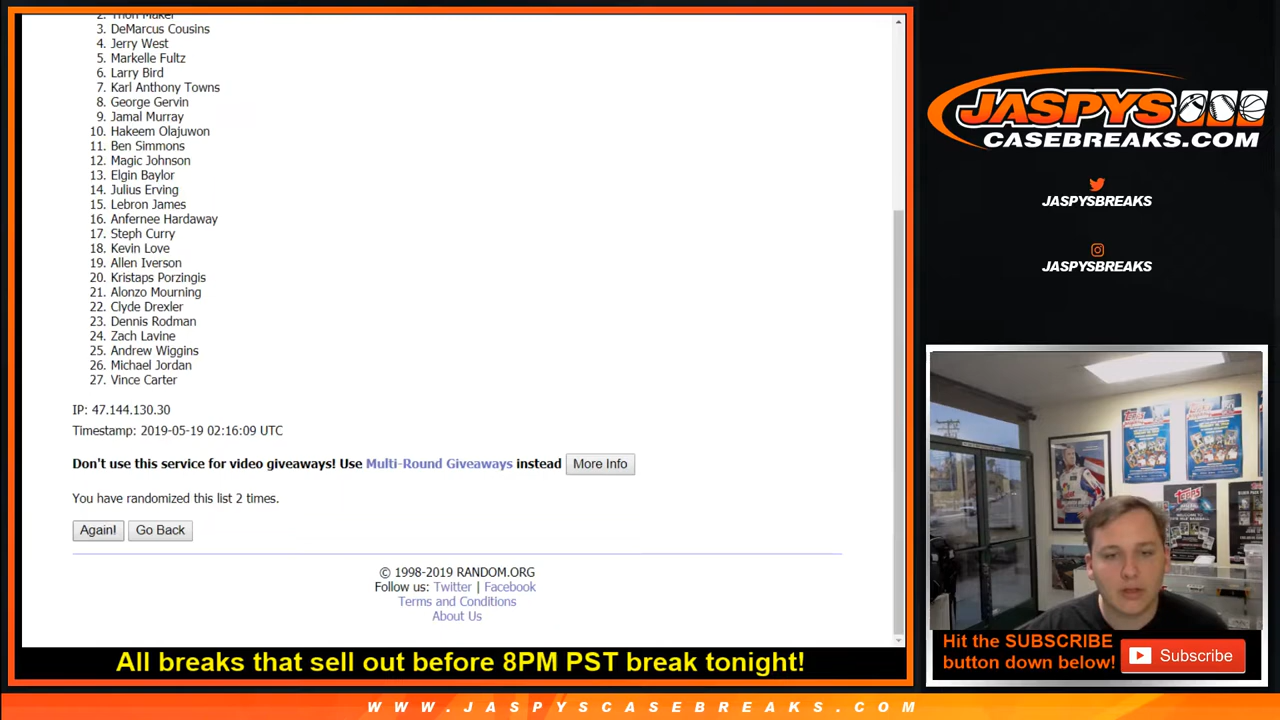 2. Thon Maker
3. DeMarcus Cousins
4. Jerry West
5. Markelle Fultz
6. Larry Bird
7. Karl Anthony Towns
8. George Gervin
9. Jamal Murray
10. Hakeem Olajuwon
11. Ben Simmons
12. Magic Johnson
13. Elgin Baylor
14. Julius Erving
15. Lebron James
16. Anfernee Hardaway
17. Steph Curry
18. Kevin Love
19. Allen Iverson
20. Kristaps Porzingis
21. Alonzo Mourning
22. Clyde Drexler
23. Dennis Rodman
24. Zach Lavine
25. Andrew Wiggins
26. Michael Jordan
27. Vince Carter
IP: 47.144.130.30
Timestamp: 2019-05-19 02:16:09 UTC
Don't use this service for video giveaways! Use Multi-Round Giveaways instead More Info
You have randomized this list 2 times.
Again! Go Back
© 1998-2019 RANDOM.ORG
Follow us: Twitter | Facebook
Terms and Conditions
About Us
All breaks that sell out before 8PM PST break tonight!
JASPYS
CASEBREAKS.COM
JASPYSBREAKS
JASPYSBREAKS
Topps
Topps
Topps
Hit the SUBSCRIBE
button down below!
Subscribe
WWW.JASPYSCASEBREAKS.COM